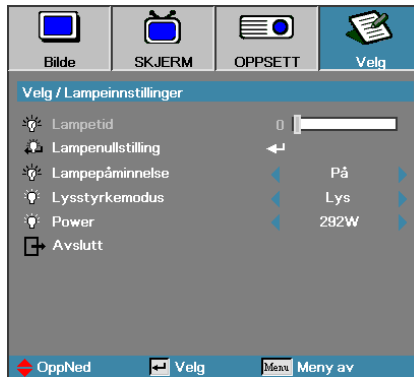 Bilde SKJERM OPPSETT Velg
Velg / Lampeinnstillinger
Lampetid 0
Lampenullstilling
Lampepåminnelse På
Lysstyrkemodus Lys
Power 292W
Avslutt
OppNed Velg Menu Meny av